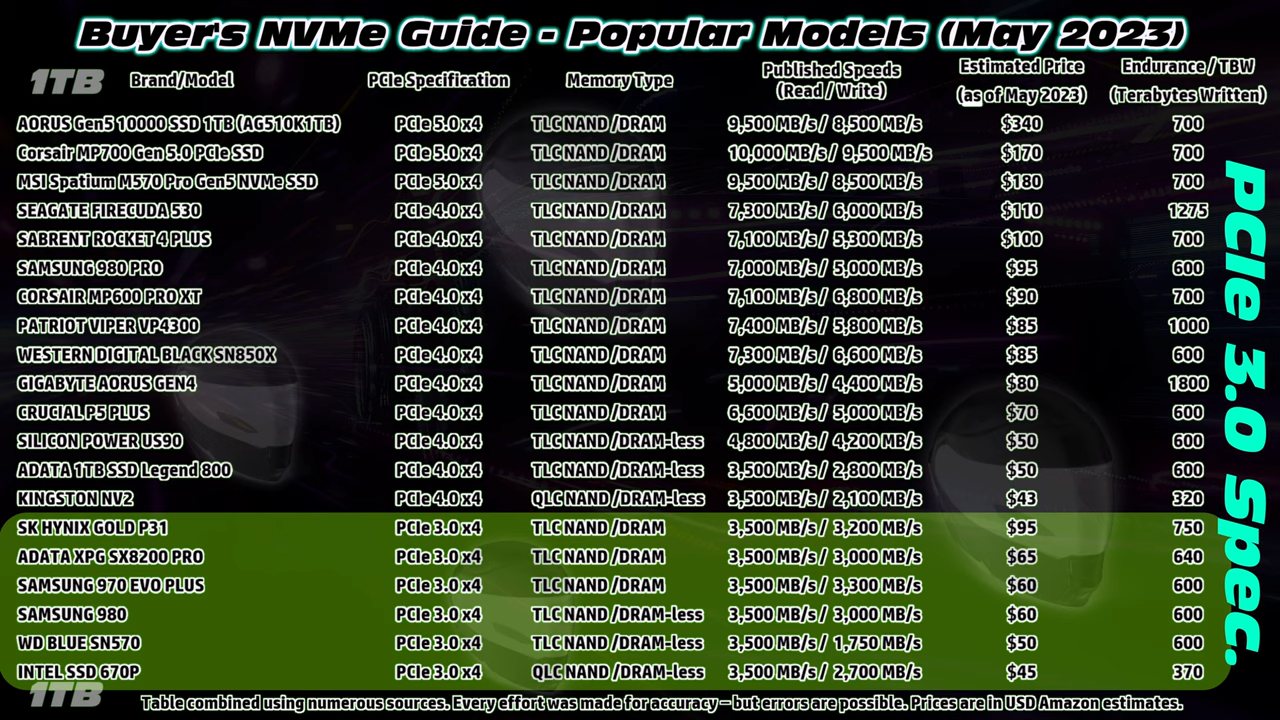 Buyer's NVMe Guide - Popular Models (May 2023)
1TB Brand/Model PCIe Specification Memory Type Published Speeds (Read / Write) Estimated Price (as of May 2023) Endurance / TBW (Terabytes Written)
AORUS Gen5 10000 SSD 1TB (AG510K1TB) PCIe 5.0 x4 TLC NAND /DRAM 9,500 MB/s / 8,500 MB/s $340 700
Corsair MP700 Gen 5.0 PCIe SSD PCIe 5.0 x4 TLC NAND /DRAM 10,000 MB/s / 9,500 MB/s $170 700
MSI Spatium M570 Pro Gen5 NVMe SSD PCIe 5.0 x4 TLC NAND /DRAM 9,500 MB/s / 8,500 MB/s $180 700
SEAGATE FIRECUDA 530 PCIe 4.0 x4 TLC NAND /DRAM 7,300 MB/s / 6,000 MB/s $110 1275
SABRENT ROCKET 4 PLUS PCIe 4.0 x4 TLC NAND /DRAM 7,100 MB/s / 5,300 MB/s $100 700
SAMSUNG 980 PRO PCIe 4.0 x4 TLC NAND /DRAM 7,000 MB/s / 5,000 MB/s $95 600
CORSAIR MP600 PRO XT PCIe 4.0 x4 TLC NAND /DRAM 7,100 MB/s / 6,800 MB/s $90 700
PATRIOT VIPER VP4300 PCIe 4.0 x4 TLC NAND /DRAM 7,400 MB/s / 5,800 MB/s $85 1000
WESTERN DIGITAL BLACK SN850X PCIe 4.0 x4 TLC NAND /DRAM 7,300 MB/s / 6,600 MB/s $85 600
GIGABYTE AORUS GEN4 PCIe 4.0 x4 TLC NAND /DRAM 5,000 MB/s / 4,400 MB/s $80 1800
CRUCIAL P5 PLUS PCIe 4.0 x4 TLC NAND /DRAM 6,600 MB/s / 5,000 MB/s $70 600
SILICON POWER US90 PCIe 4.0 x4 TLC NAND /DRAM-less 4,800 MB/s / 4,200 MB/s $50 600
ADATA 1TB SSD Legend 800 PCIe 4.0 x4 TLC NAND /DRAM-less 3,500 MB/s / 2,800 MB/s $50 600
KINGSTON NV2 PCIe 4.0 x4 QLC NAND /DRAM-less 3,500 MB/s / 2,100 MB/s $43 320
SK HYNIX GOLD P31 PCIe 3.0 x4 TLC NAND /DRAM 3,500 MB/s / 3,200 MB/s $95 750
ADATA XPG SX8200 PRO PCIe 3.0 x4 TLC NAND /DRAM 3,500 MB/s / 3,000 MB/s $65 640
SAMSUNG 970 EVO PLUS PCIe 3.0 x4 TLC NAND /DRAM 3,500 MB/s / 3,300 MB/s $60 600
SAMSUNG 980 PCIe 3.0 x4 TLC NAND /DRAM-less 3,500 MB/s / 3,000 MB/s $60 600
WD BLUE SN570 PCIe 3.0 x4 TLC NAND /DRAM-less 3,500 MB/s / 1,750 MB/s $50 600
INTEL SSD 670P PCIe 3.0 x4 QLC NAND /DRAM-less 3,500 MB/s / 2,700 MB/s $45 370
1TB Table combined using numerous sources. Every effort was made for accuracy – but errors are possible. Prices are in USD Amazon estimates.
PCIe 3.0 Spec.